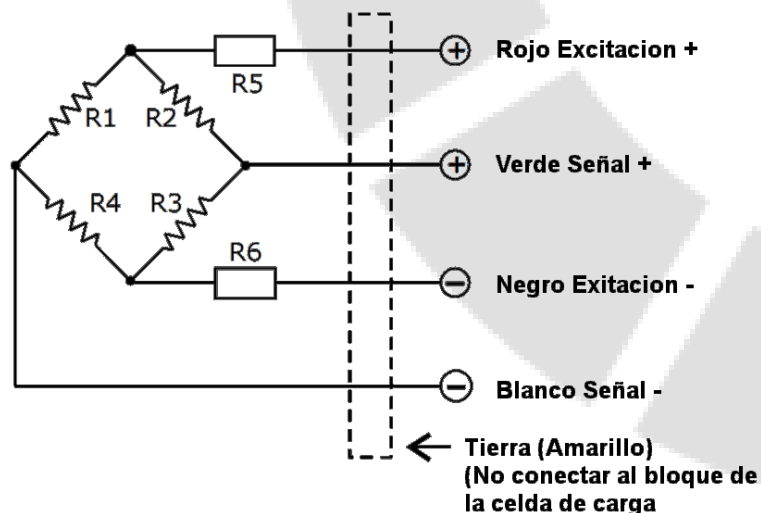 Rojo Excitacion +
R5
R1
R2
Verde Señal +
R4
R3
R6
Negro Exitacion -
Blanco Señal -
Tierra (Amarillo)
(No conectar al bloque de
la celda de carga